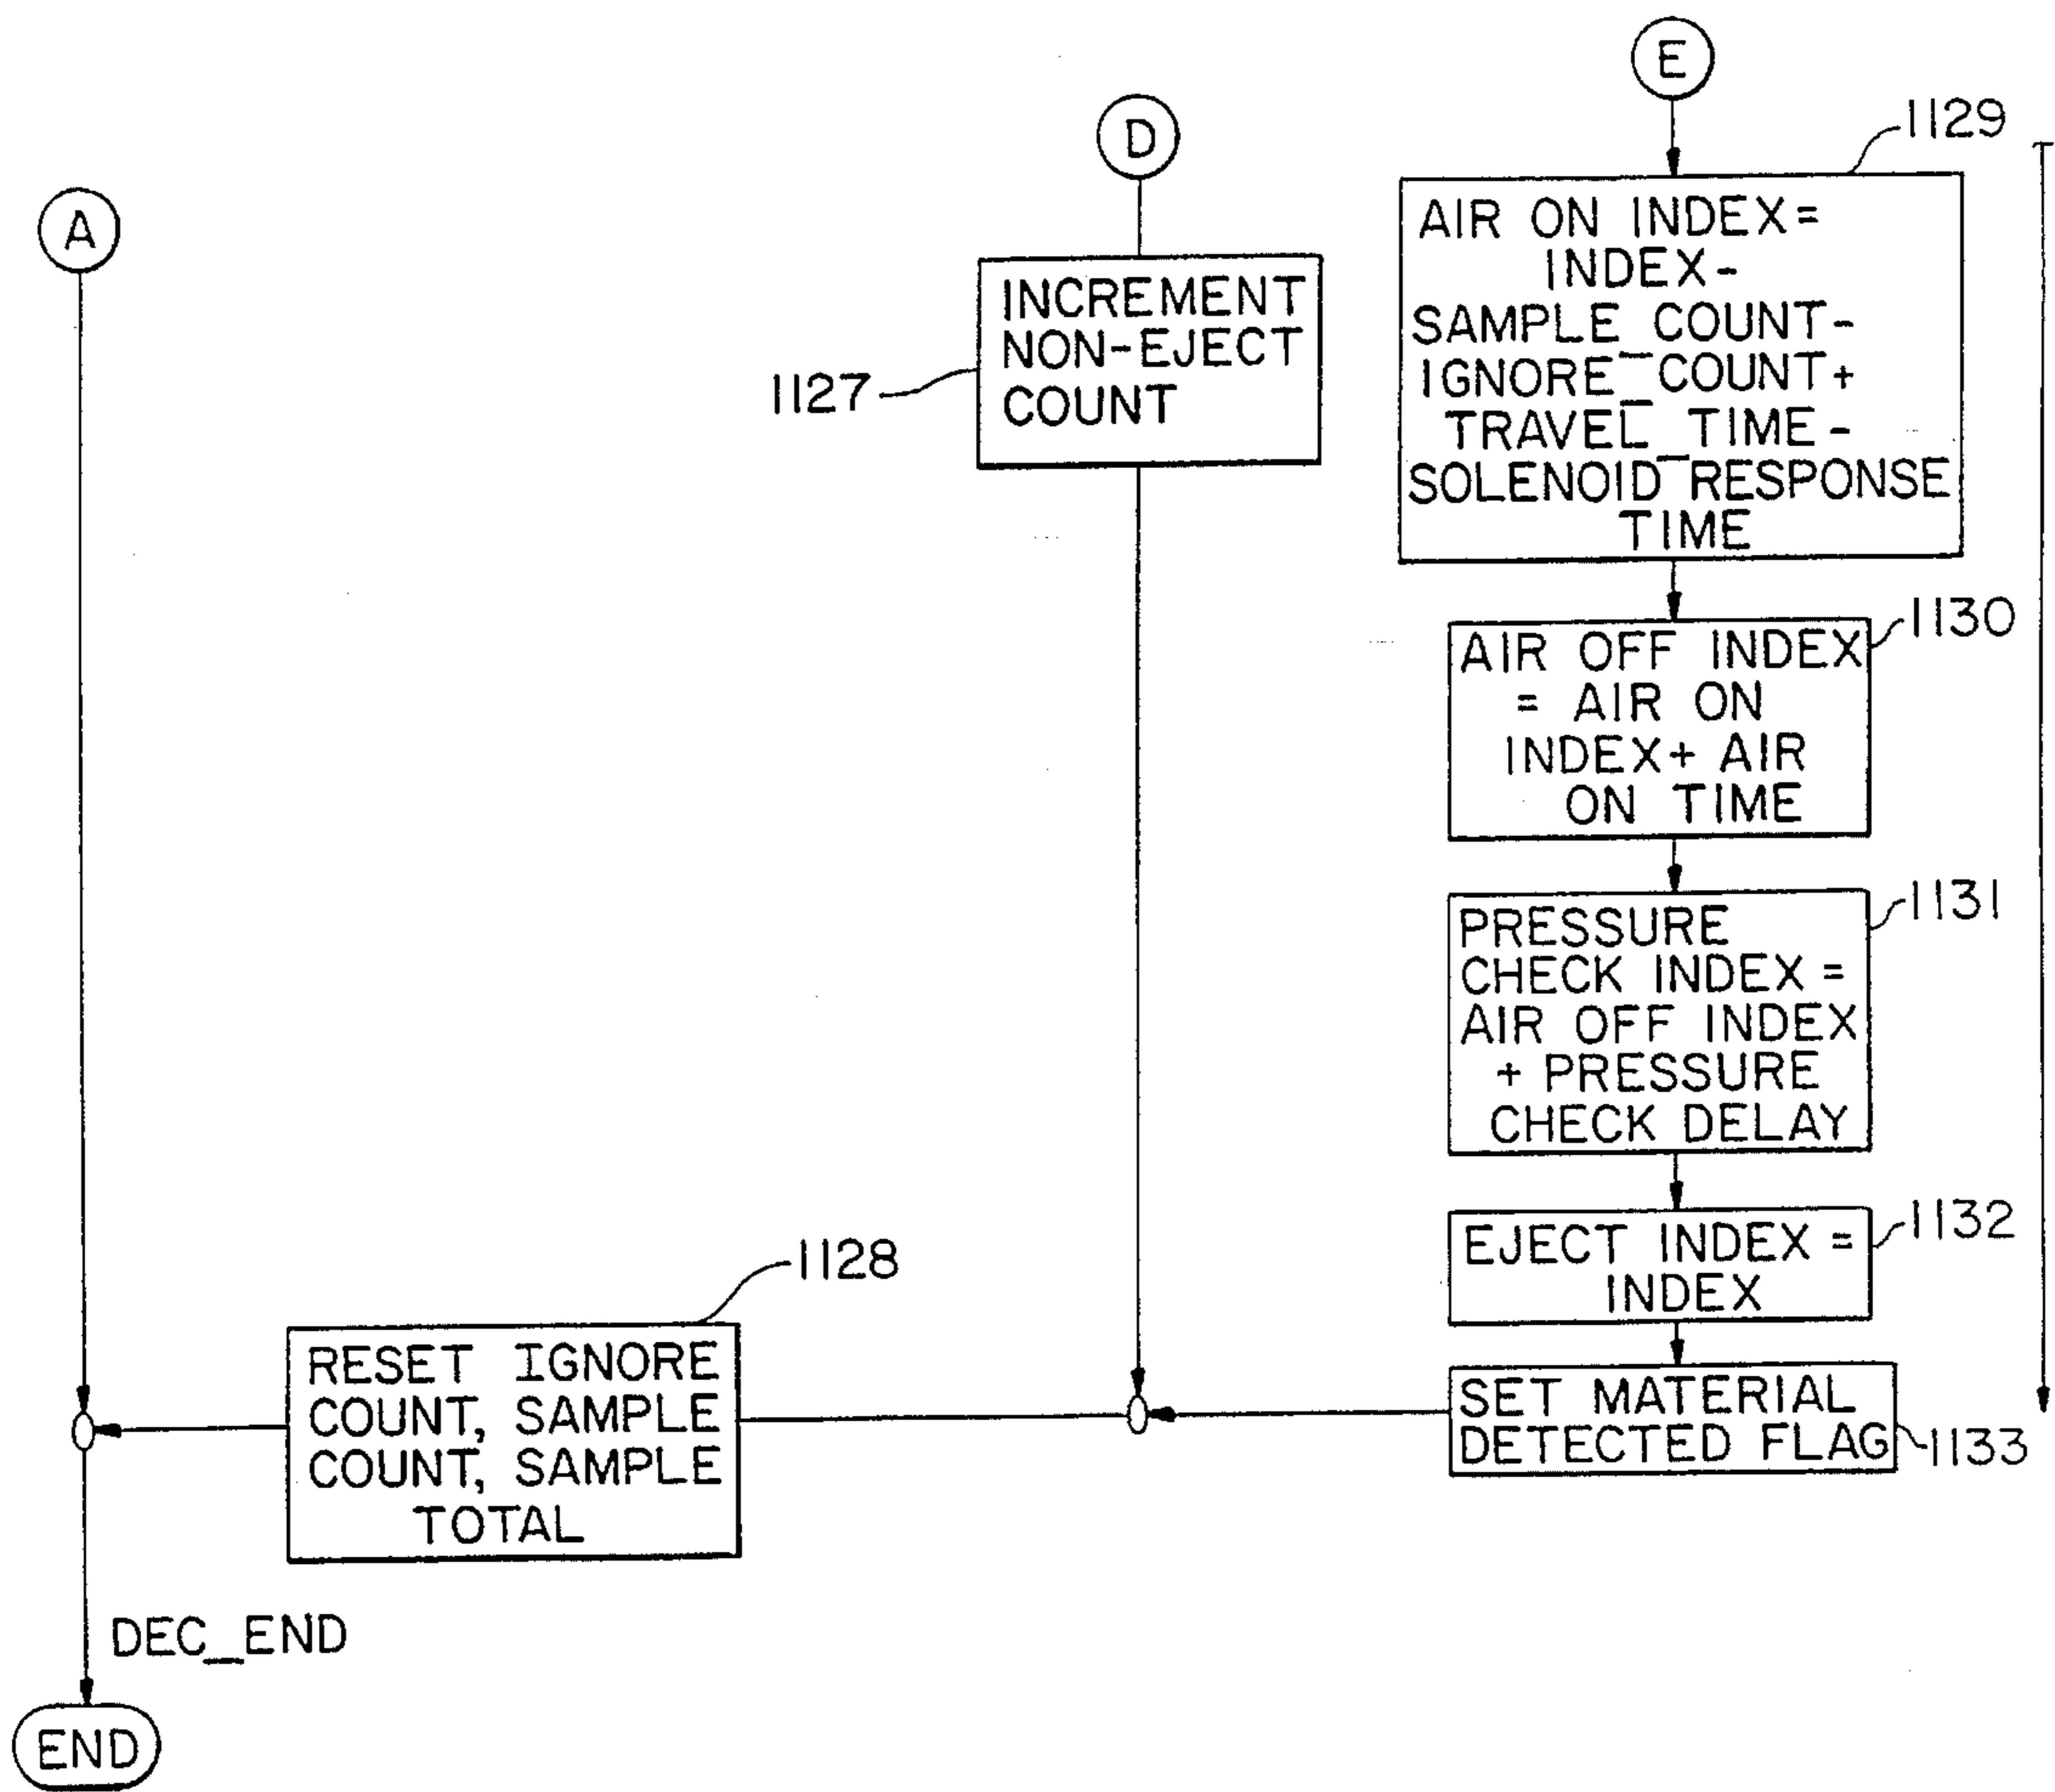 A
D
E
1127
INCREMENT
NON-EJECT
COUNT
1129
AIR ON INDEX=
INDEX-
SAMPLE_COUNT-
IGNORE_COUNT+
TRAVEL_TIME-
SOLENOID_RESPONSE
TIME
1130
AIR OFF INDEX
= AIR ON
INDEX+ AIR
ON TIME
1131
PRESSURE
CHECK INDEX=
AIR OFF INDEX
+ PRESSURE
CHECK DELAY
1132
EJECT INDEX=
INDEX
SET MATERIAL
DETECTED FLAG
1133
1128
RESET IGNORE
COUNT, SAMPLE
COUNT, SAMPLE
TOTAL
DEC_END
END